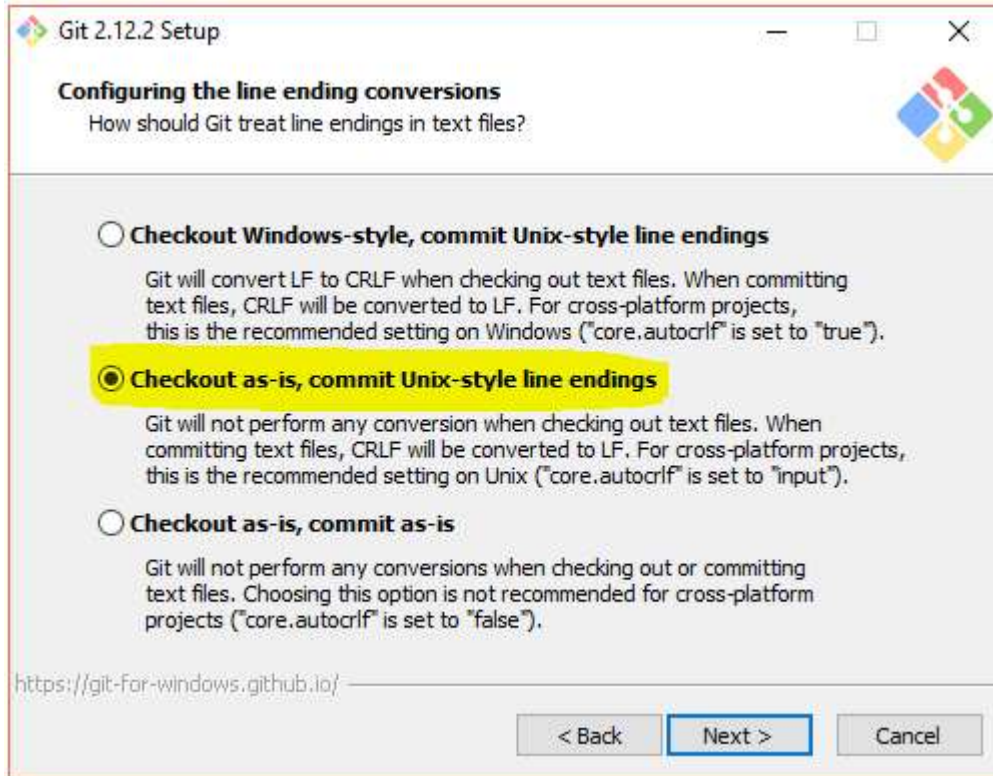 Git 2.12.2 Setup
Configuring the line ending conversions
How should Git treat line endings in text files?
Checkout Windows-style, commit Unix-style line endings
Git will convert LF to CRLF when checking out text files. When committing
text files, CRLF will be converted to LF. For cross-platform projects,
this is the recommended setting on Windows ("core.autocrlf" is set to "true").
Checkout as-is, commit Unix-style line endings
Git will not perform any conversion when checking out text files. When
committing text files, CRLF will be converted to LF. For cross-platform projects,
this is the recommended setting on Unix ("core.autocrlf" is set to "input").
Checkout as-is, commit as-is
Git will not perform any conversions when checking out or committing
text files. Choosing this option is not recommended for cross-platform
projects ("core.autocrlf" is set to "false").
https://git-for-windows.github.io/
< Back Next > Cancel